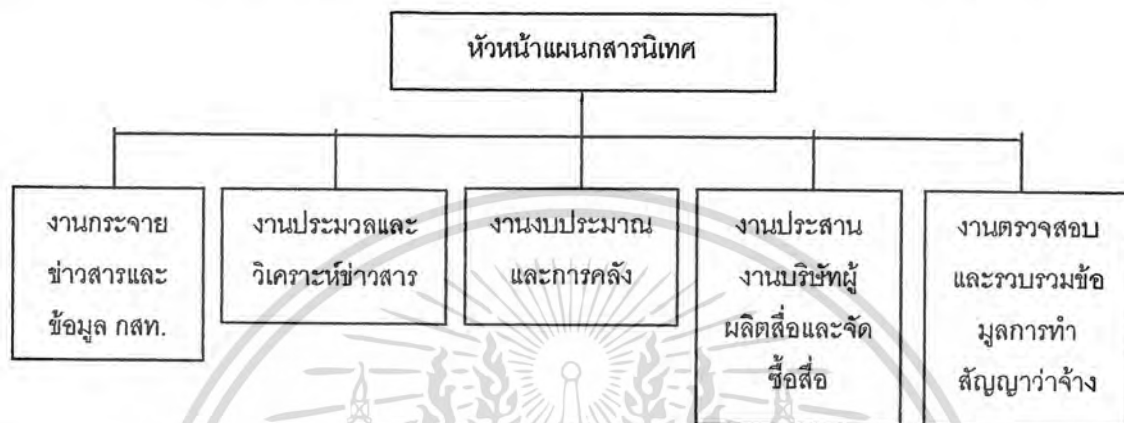 หัวหน้าแผนกสารนิเทศ
งานกระจาย
ข่าวสารและ
ข้อมูล กสท.
งานประมวลและ
วิเคราะห์ข่าวสาร
งานงบประมาณ
และการคลัง
งานประสาน
งานบริษัทผู้
ผลิตสื่อและจัด
ซื้อสื่อ
งานตรวจสอบ
และรวบรวมข้อ
มูลการทำ
สัญญาว่าจ้าง